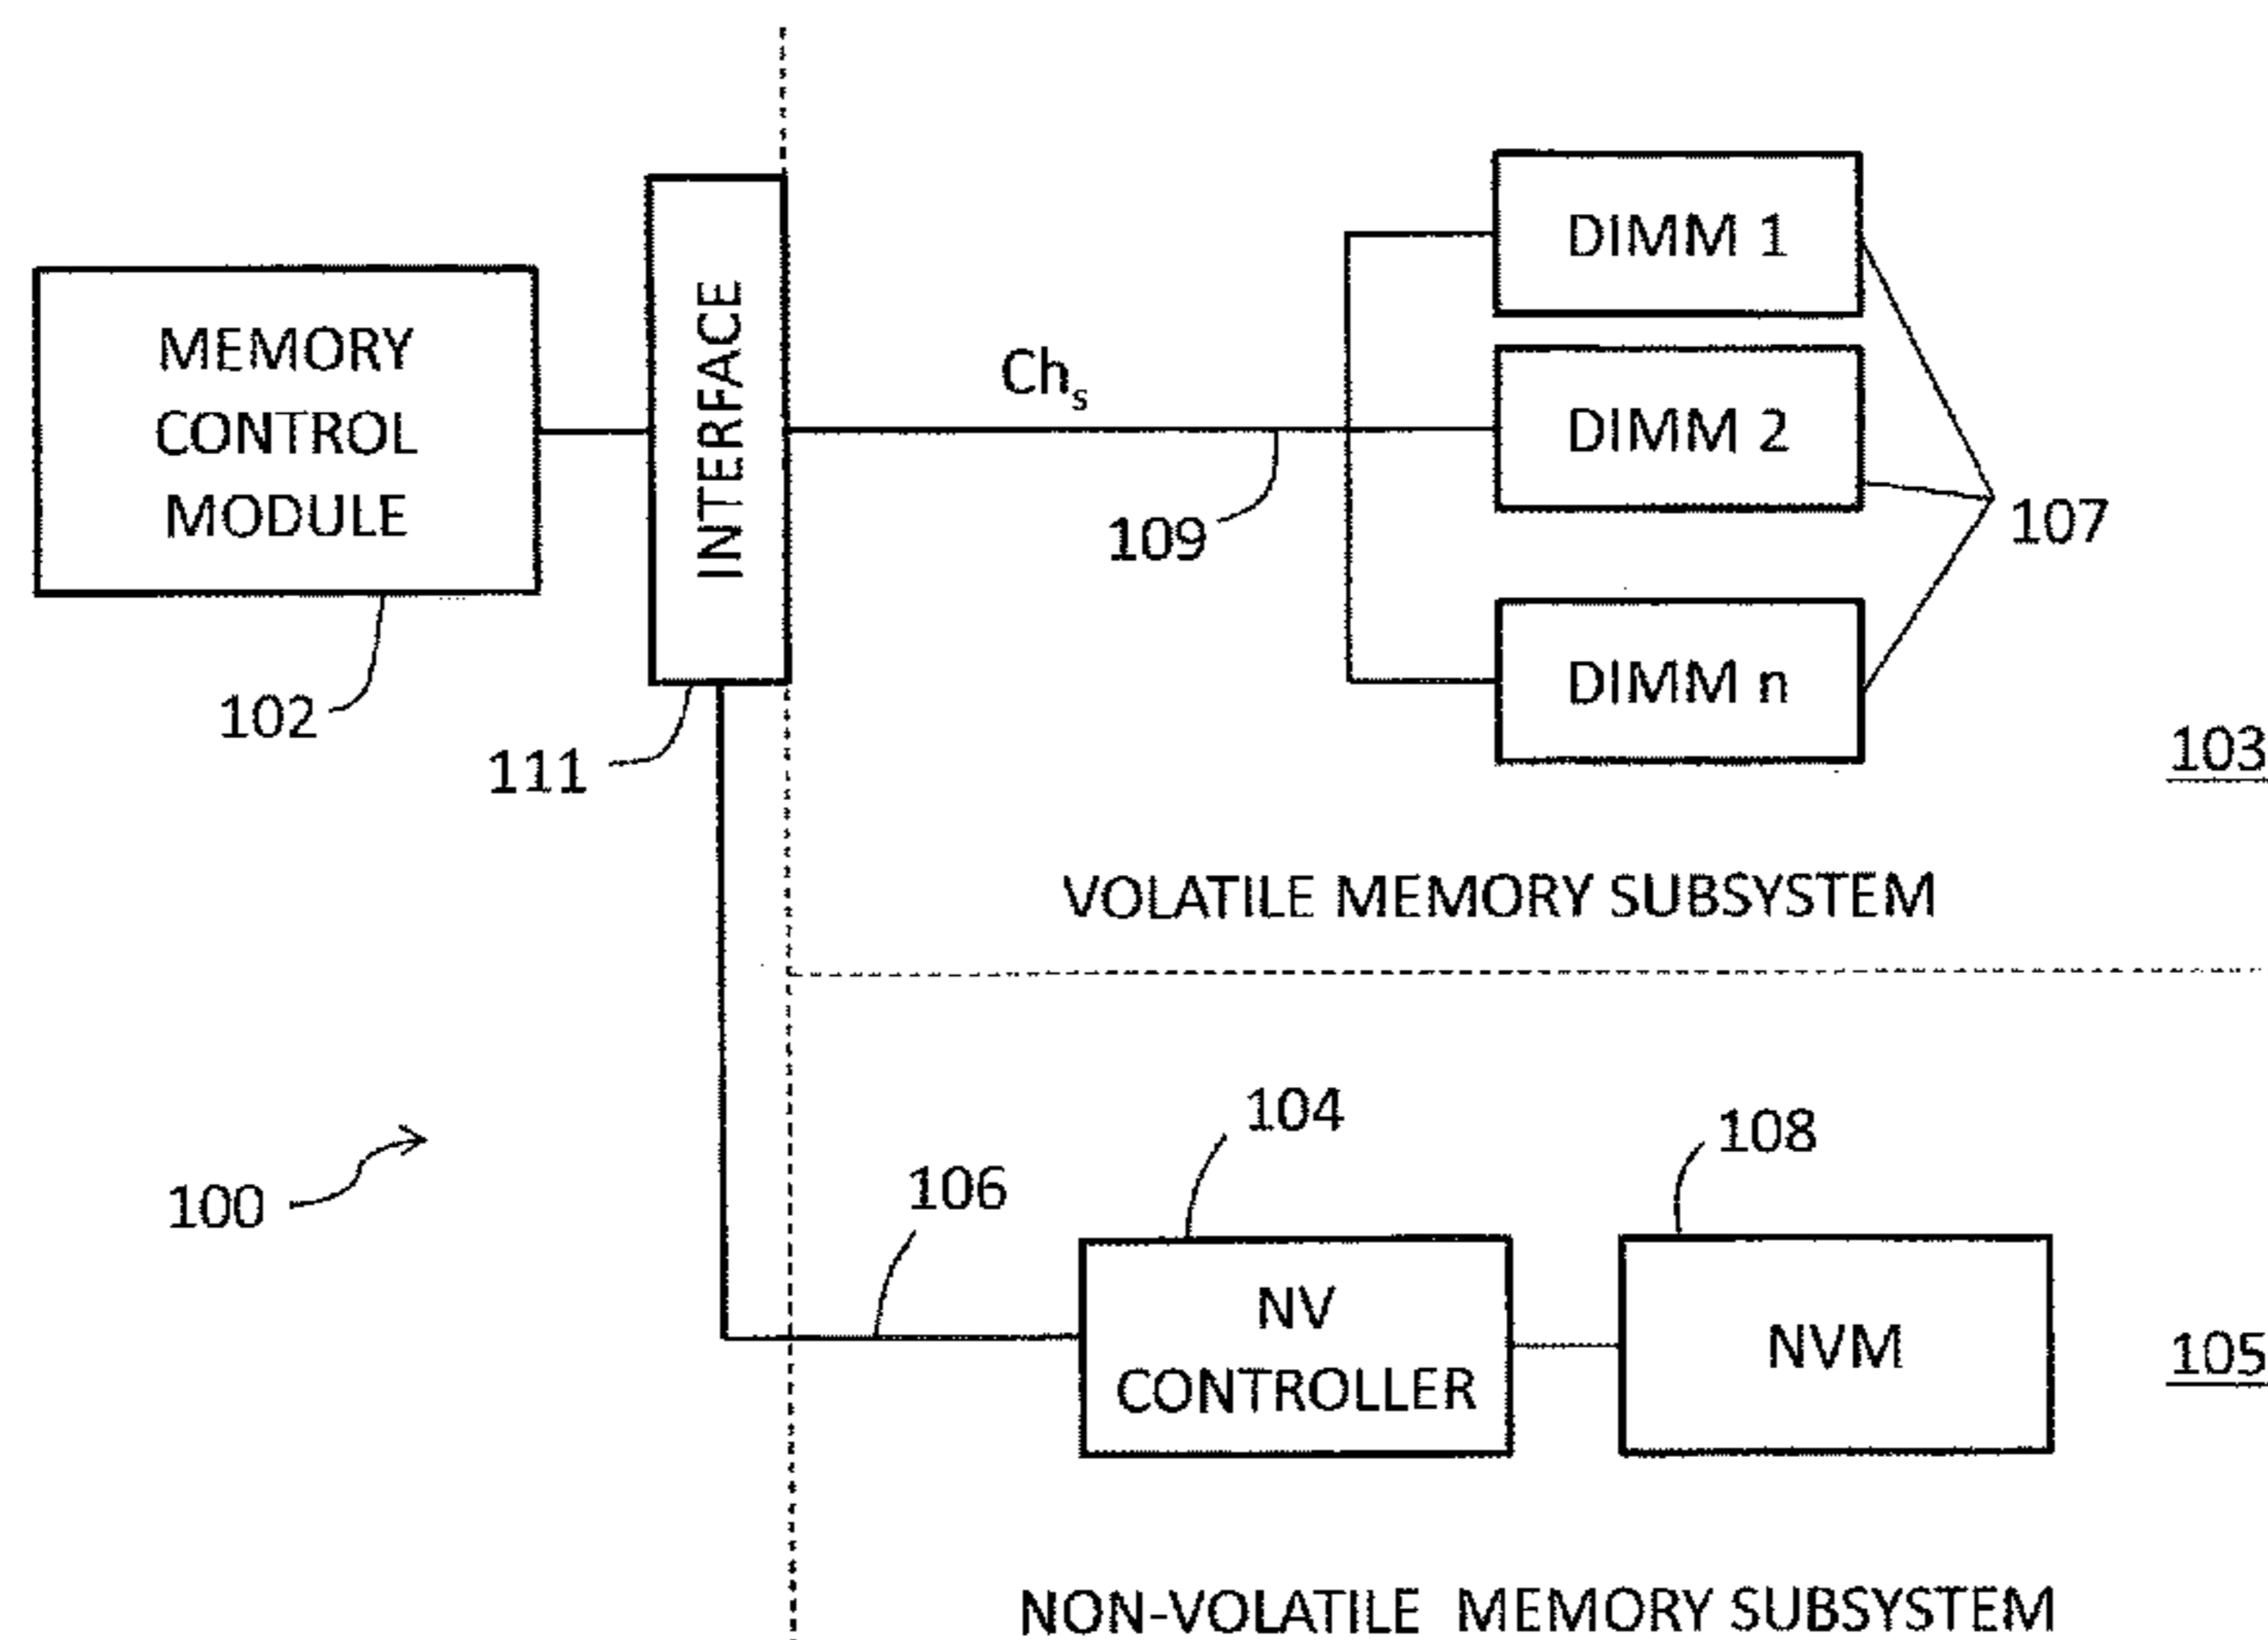 MEMORY
CONTROL
MODULE
102
INTERFACE
111
Chs
109
DIMM 1
DIMM 2
DIMM n
107
103
VOLATILE MEMORY SUBSYSTEM
100
106
104
NV
CONTROLLER
108
NVM
105
NON-VOLATILE MEMORY SUBSYSTEM